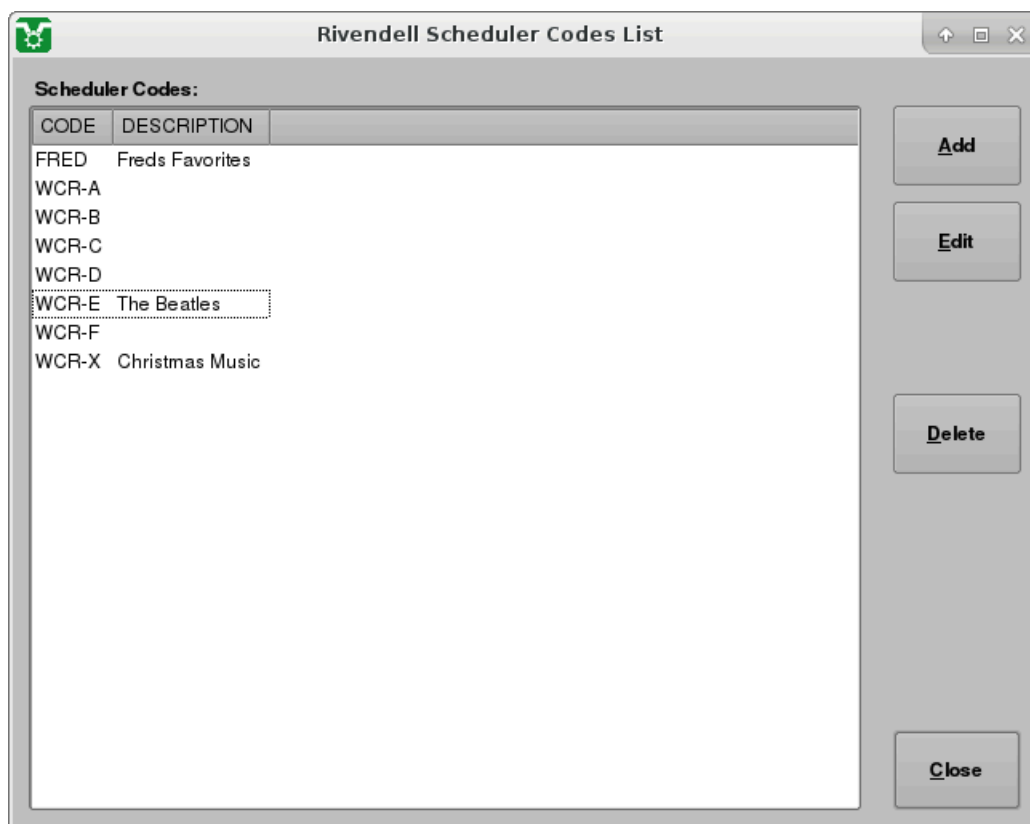 Rivendell Scheduler Codes List
Scheduler Codes:
CODE DESCRIPTION
FRED Freds Favorites
WCR-A
WCR-B
WCR-C
WCR-D
WCR-E The Beatles
WCR-F
WCR-X Christmas Music
Add
Edit
Delete
Close